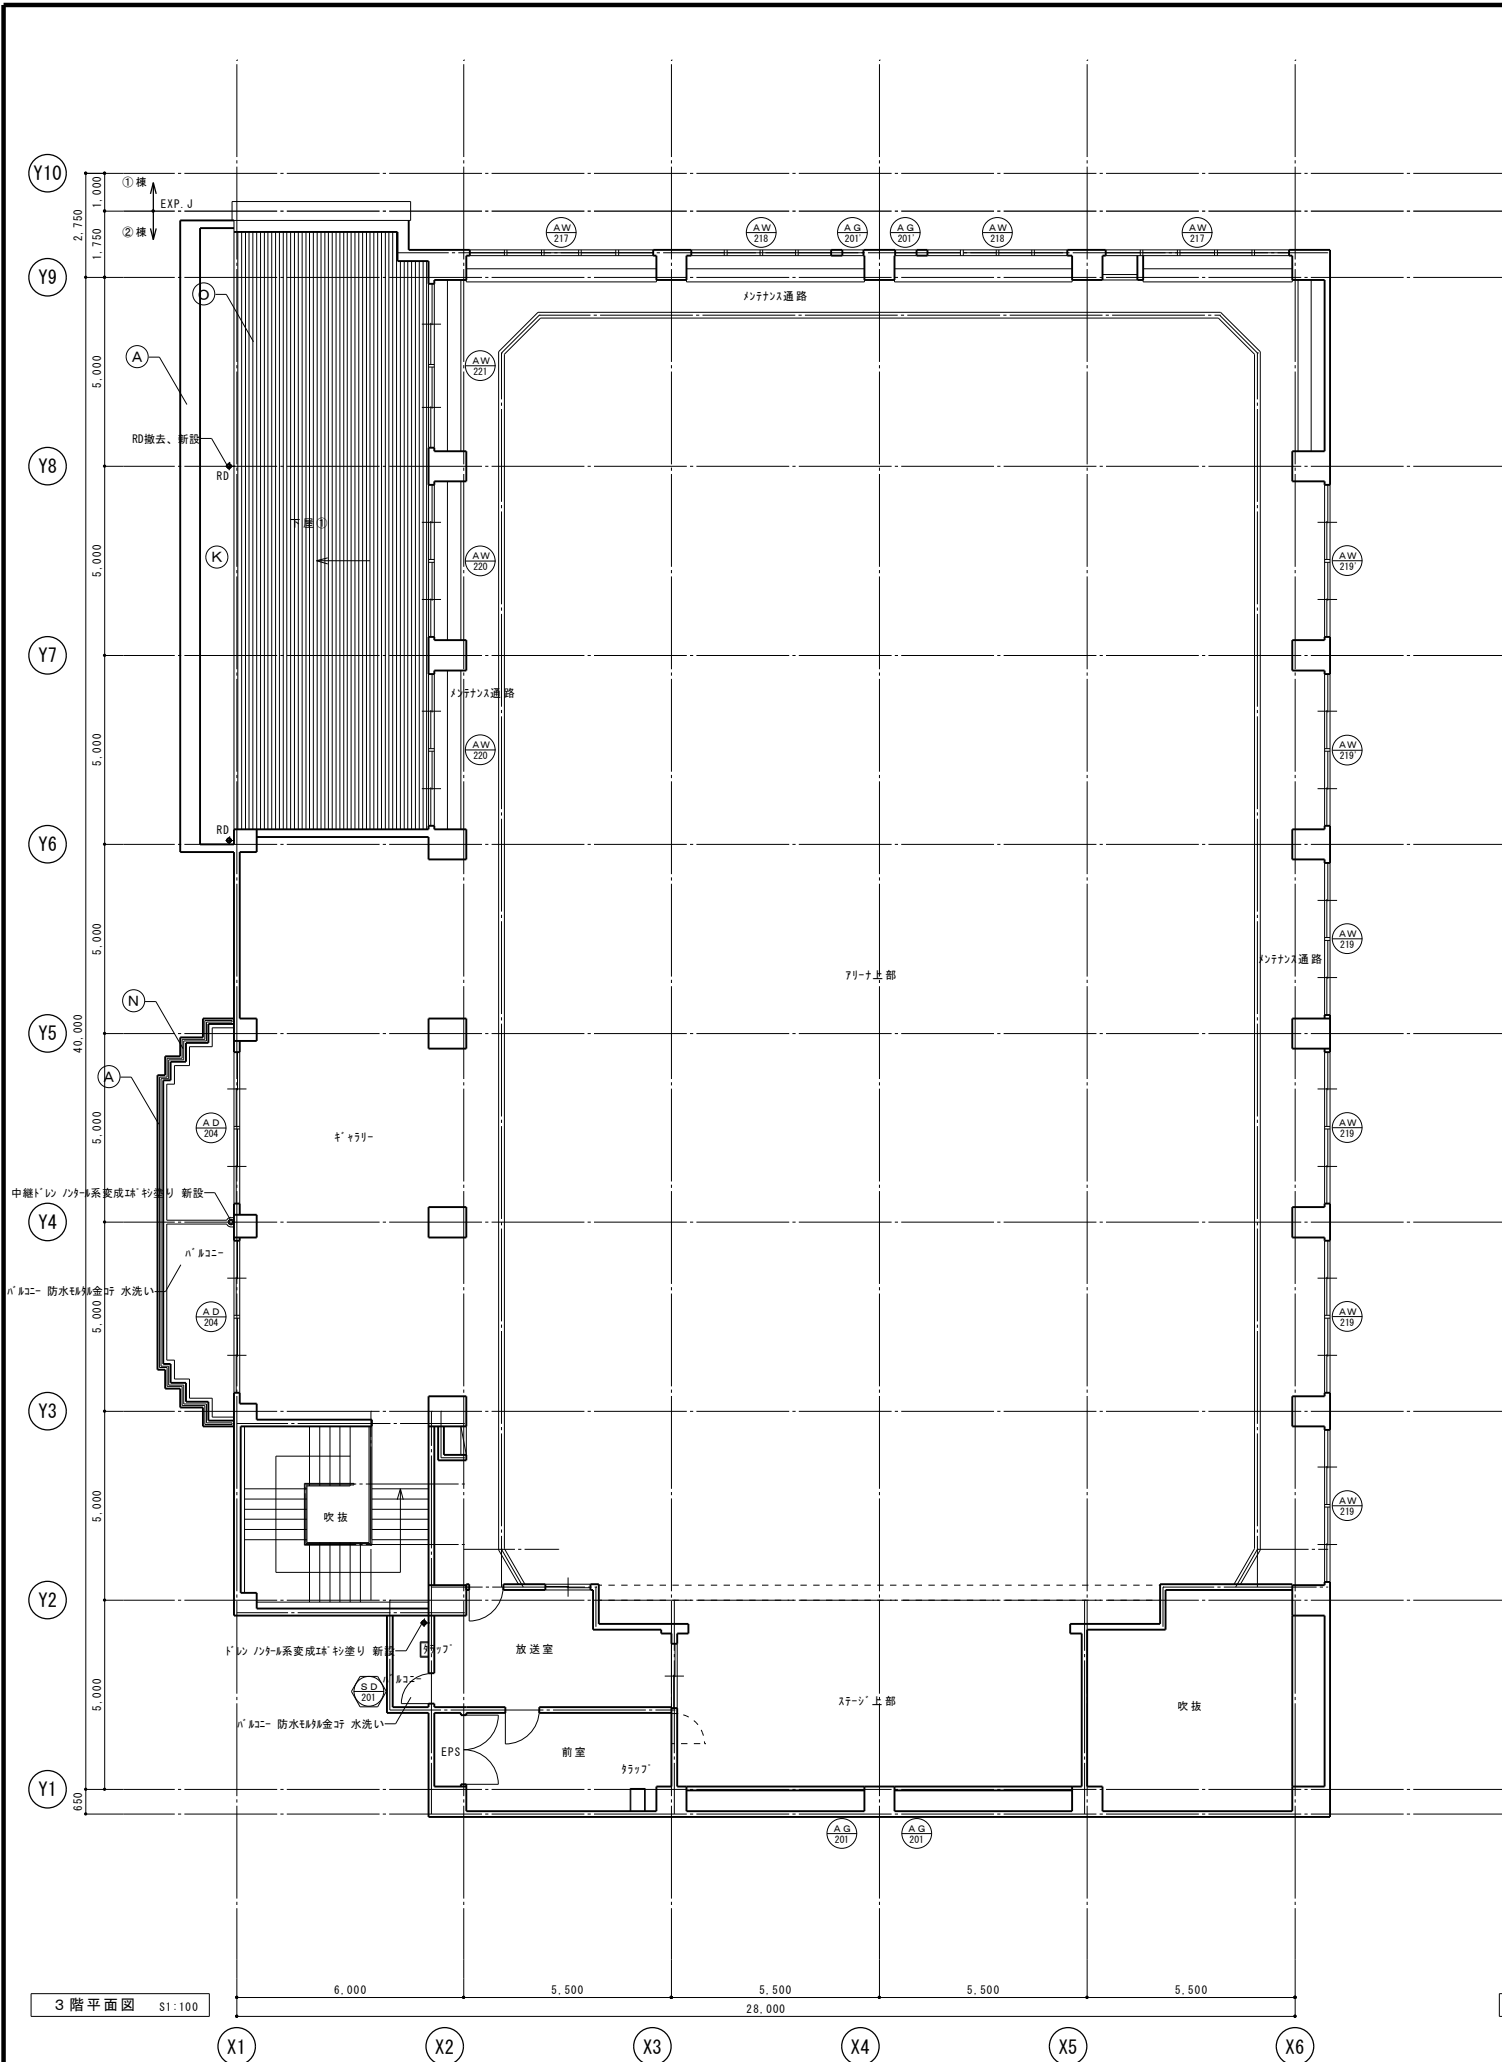 Y10
①棟
1,000
EXP.J
2,750
②棟
1,750
AW
217
AW
218
AG
201'
AG
201'
AW
218
AW
217
Y9
メンテナンス通路
A
5,000
AW
221
RD撤去、新設
Y8
RD
下屋①
K
5,000
AW
220
AW
219'
Y7
メンテナンス通路
5,000
AW
220
AW
219'
RD
Y6
5,000
AW
219
メンテナンス通路
アリーナ上部
N
Y5
40,000
A
5,000
AD
204
ギャラリー
AW
219
中継ドレン ノンタール系変成エポキシ塗り 新設
Y4
バルコニー
バルコニー 防水モルタル金コテ 水洗い
5,000
AD
204
AW
219
Y3
5,000
吹抜
AW
219
Y2
ドレン ノンタール系変成エポキシ塗り 新設
タラップ
放送室
バルコニー
SD
201
5,000
ステージ上部
吹抜
バルコニー 防水モルタル金コテ 水洗い
EPS
前室
タラップ
Y1
650
AG
201
AG
201
3階平面図 S1:100
6,000
5,500
5,500
5,500
5,500
28,000
X1
X2
X3
X4
X5
X6